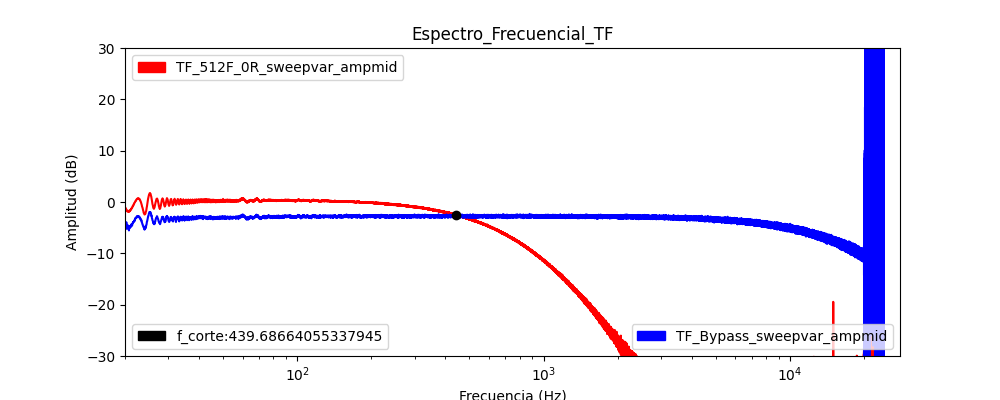 Espectro_Frecuencial_TF
TF_512F_0R_sweepvar_ampmid
30
20
10
0
−10
−20
−30
Amplitud (dB)
f_corte:439.68664055337945
TF_Bypass_sweepvar_ampmid
10²
10³
10⁴
Frecuencia (Hz)